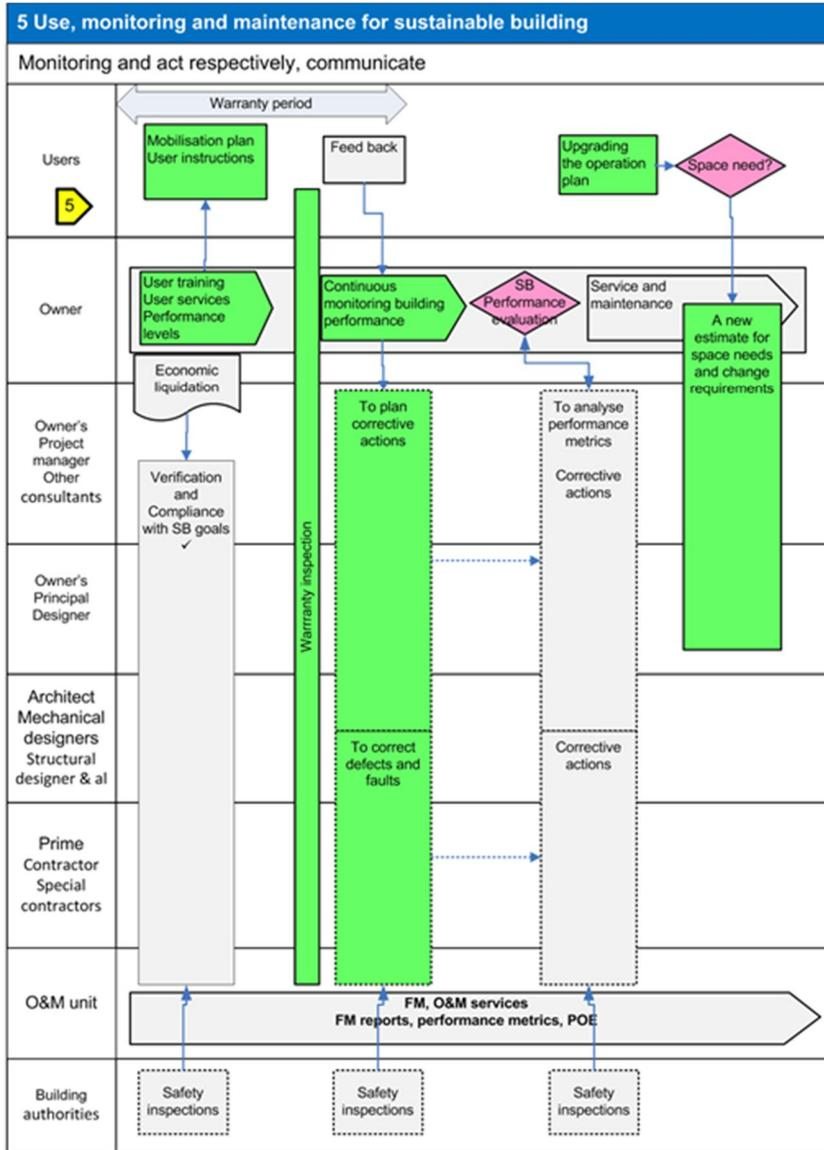 5 Use, monitoring and maintenance for sustainable building
Monitoring and act respectively, communicate
Warranty period
Users
5
Mobilisation plan
User instructions
Feed back
Upgrading
the operation
plan
Space need?
Owner
User training
User services
Performance
levels
Continuous
monitoring building
performance
SB
Performance
evaluation
Service and
maintenance
A new
estimate for
space needs
and change
requirements
Economic
liquidation
Owner's
Project
manager
Other
consultants
Verification
and
Compliance
with SB goals
✓
Warrranty inspection
To plan
corrective
actions
To analyse
performance
metrics
Corrective
actions
Owner's
Principal
Designer
Architect
Mechanical
designers
Structural
designer & al
To correct
defects and
faults
Corrective
actions
Prime
Contractor
Special
contractors
O&M unit
FM, O&M services
FM reports, performance metrics, POE
Building
authorities
Safety
inspections
Safety
inspections
Safety
inspections